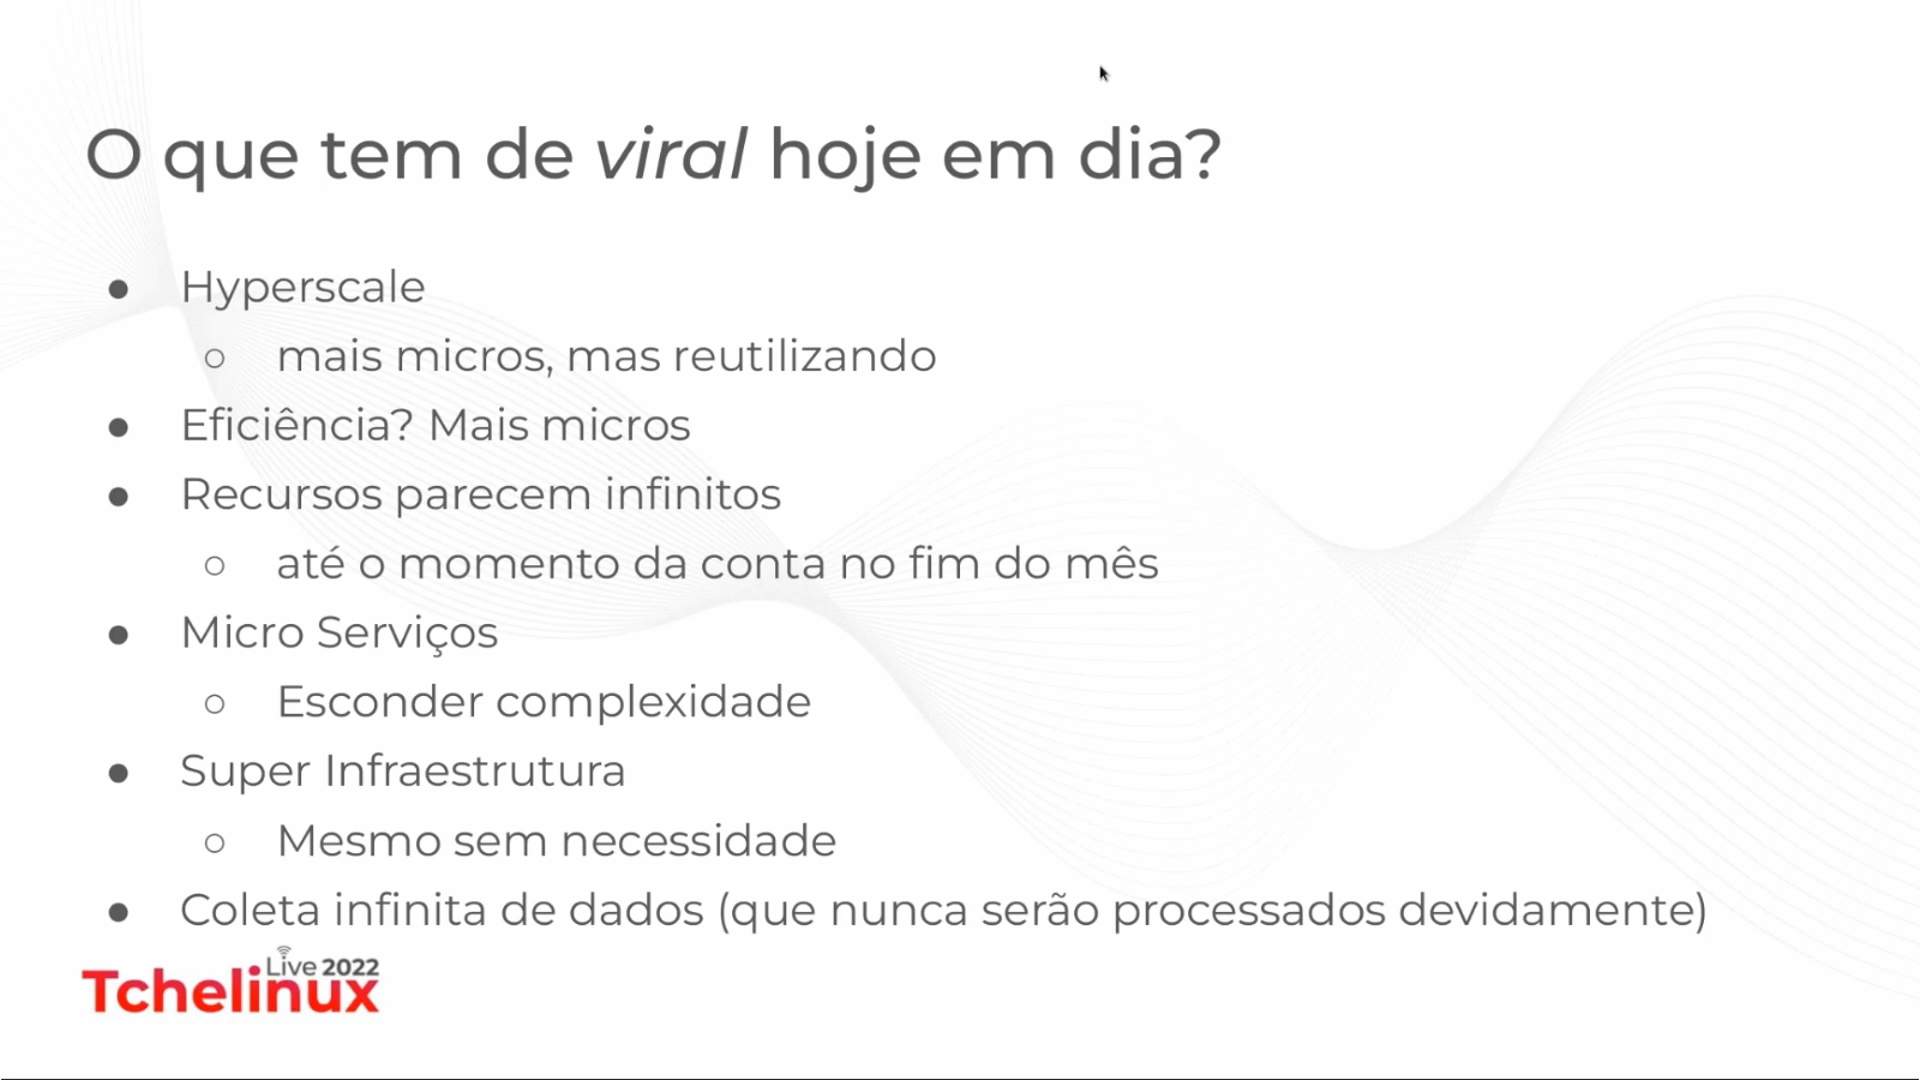 O que tem de viral hoje em dia?
● Hyperscale
○ mais micros, mas reutilizando
● Eficiência? Mais micros
● Recursos parecem infinitos
○ até o momento da conta no fim do mês
● Micro Serviços
○ Esconder complexidade
● Super Infraestrutura
○ Mesmo sem necessidade
● Coleta infinita de dados (que nunca serão processados devidamente)
Live 2022
Tchelinux